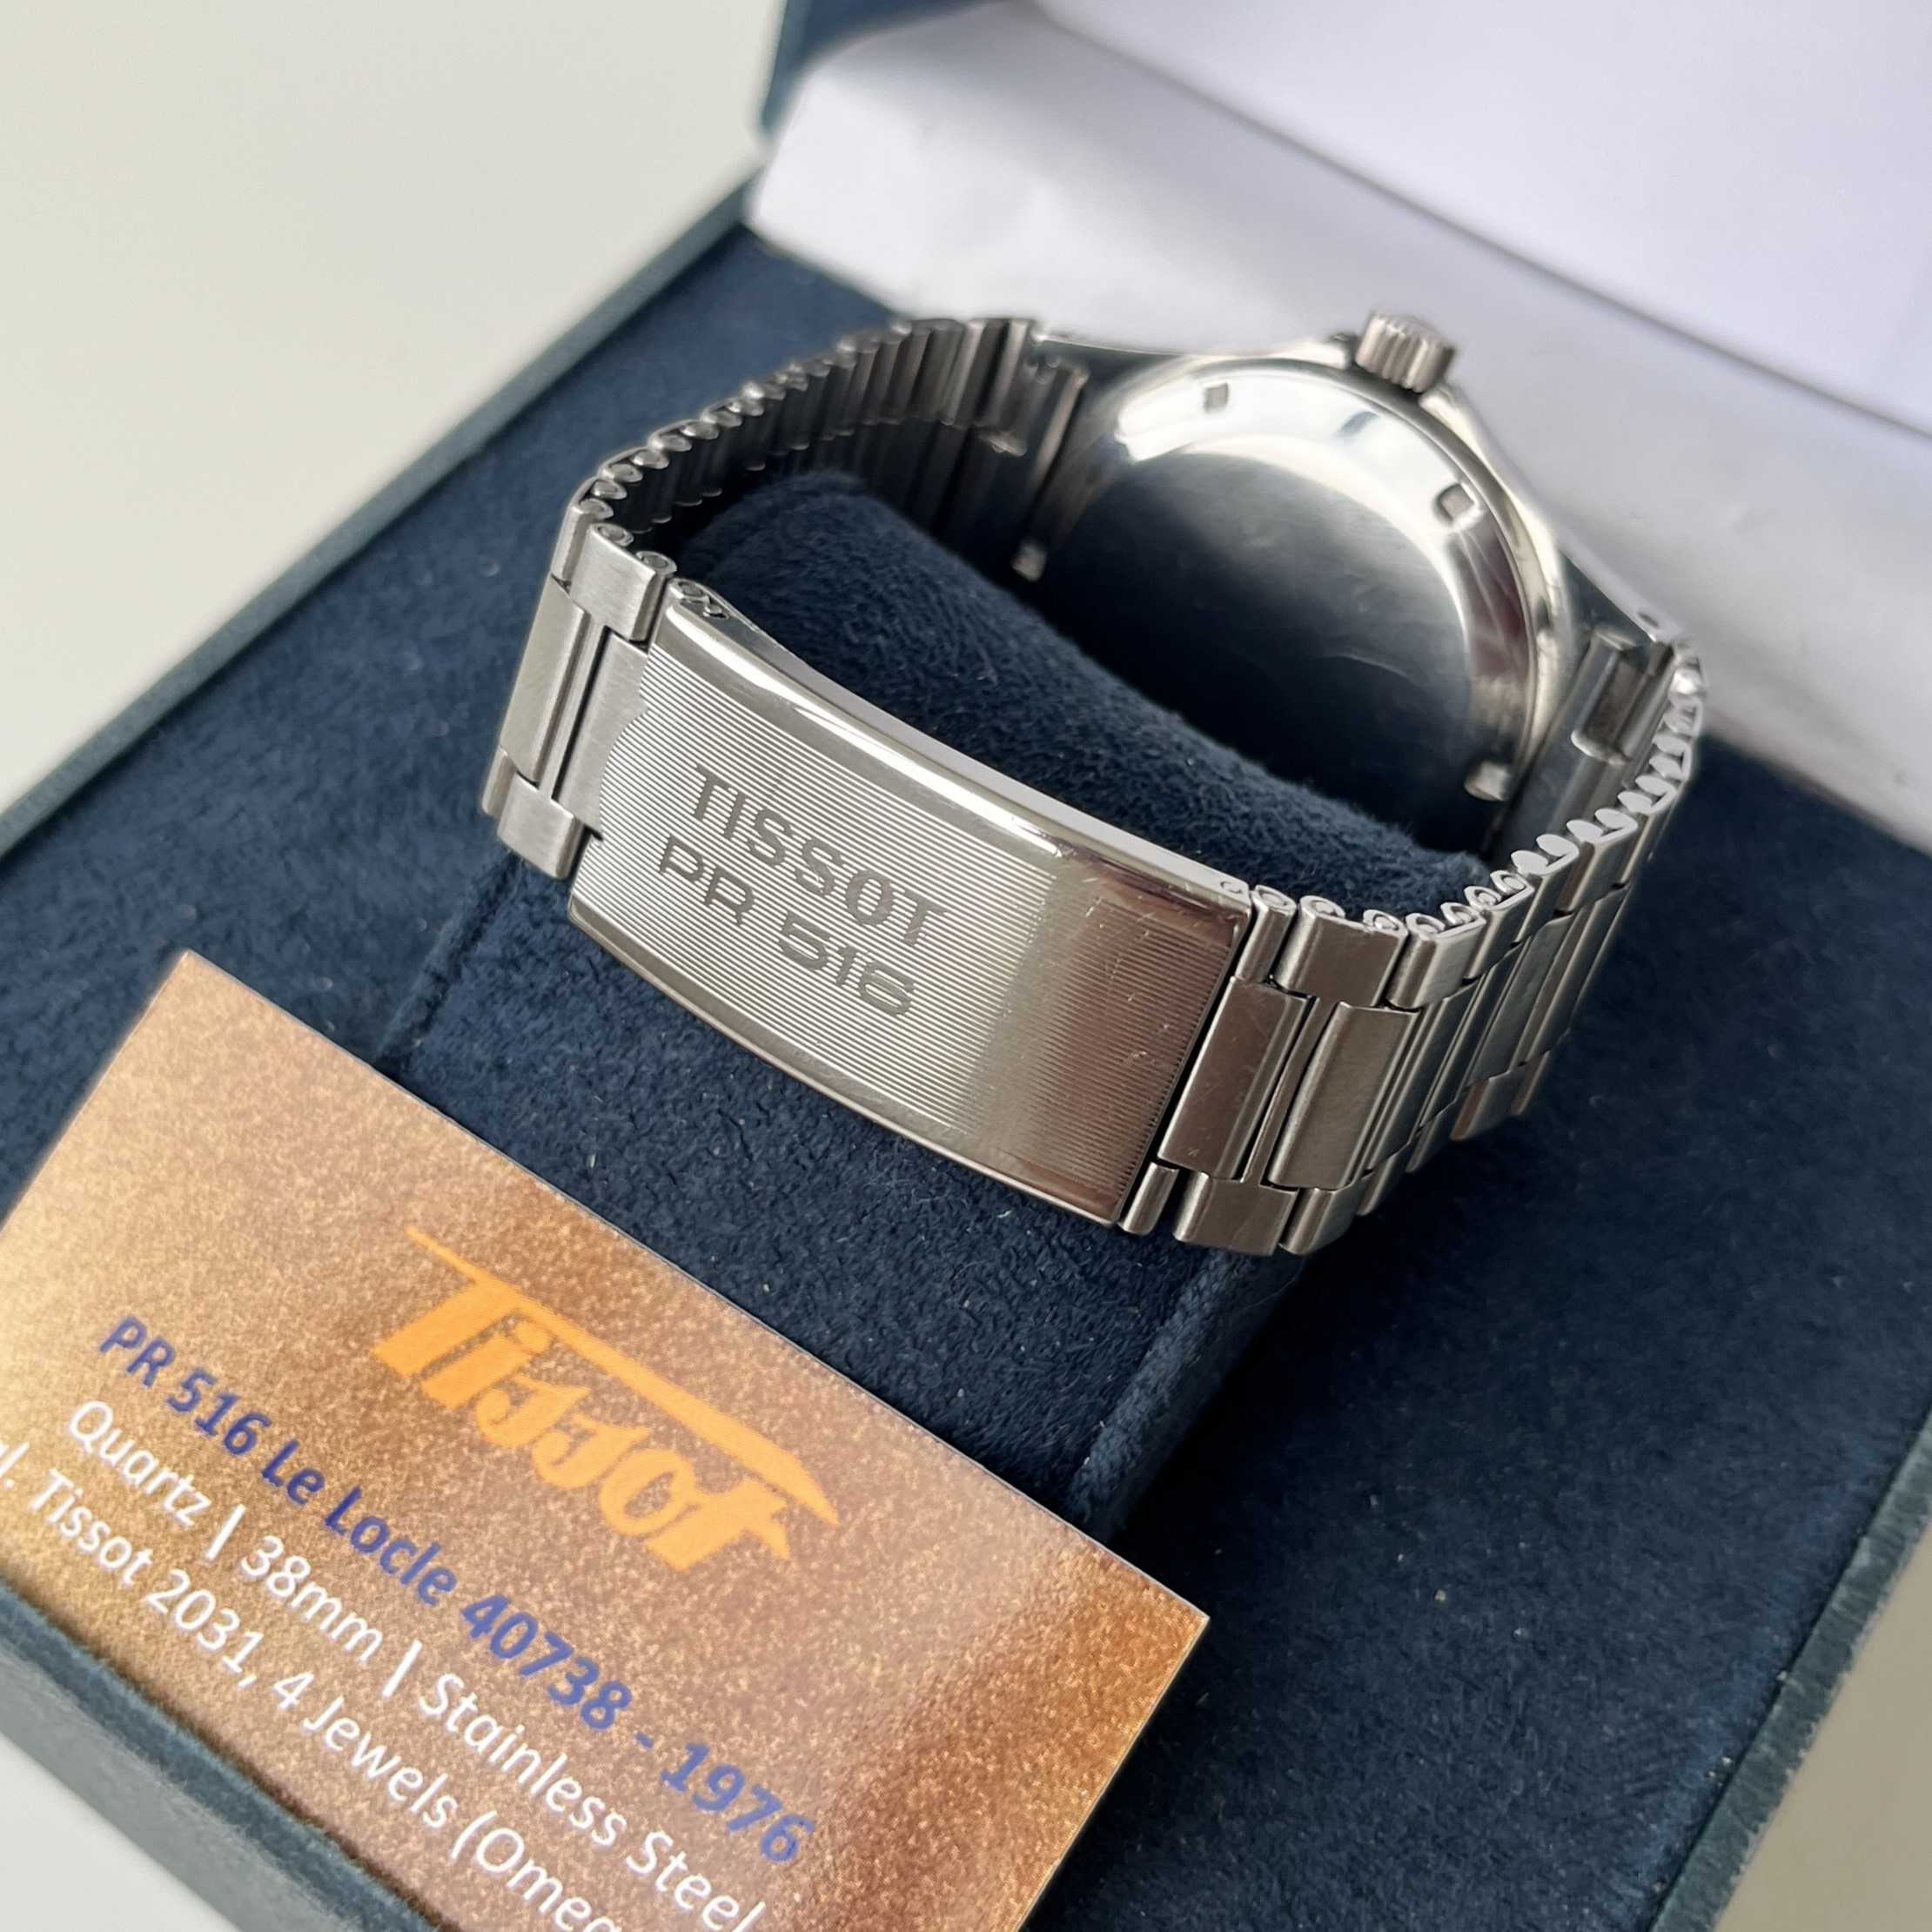 TISSOT
PR 516
Tissot
PR 516 Le Locle 40738 - 1976
Quartz | 38mm | Stainless Steel
Tissot 2031, 4 Jewels